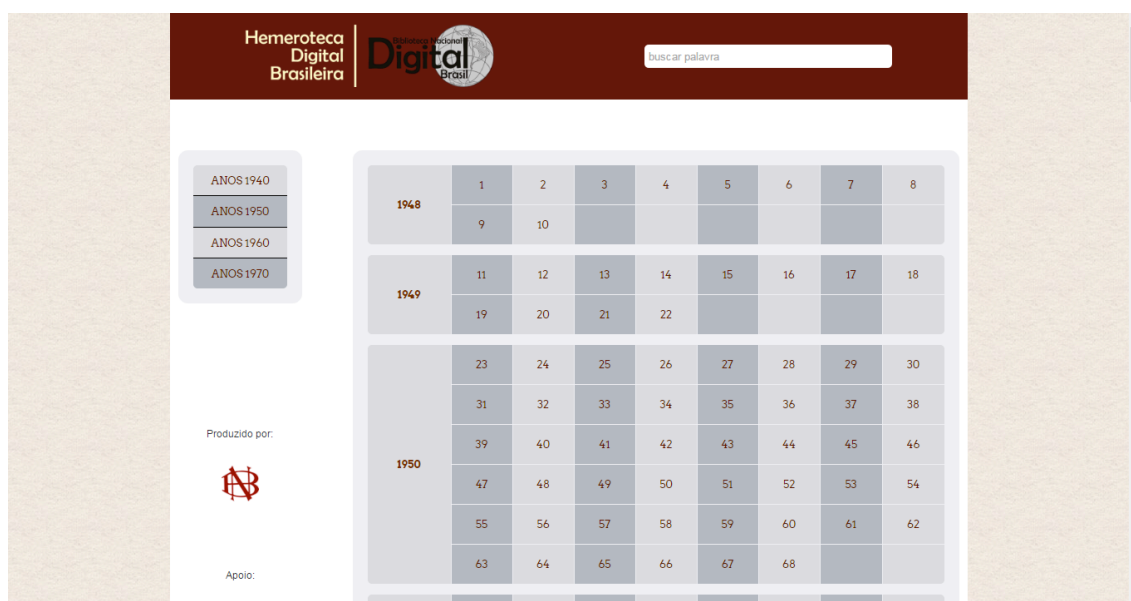 Hemeroteca
Digital
Brasileira
Biblioteca Nacional
Digital
Brasil
buscar palavra
ANOS 1940
ANOS 1950
ANOS 1960
ANOS 1970
Produzido por:
BN
Apoio:
1948
1 2 3 4 5 6 7 8
9 10
1949
11 12 13 14 15 16 17 18
19 20 21 22
1950
23 24 25 26 27 28 29 30
31 32 33 34 35 36 37 38
39 40 41 42 43 44 45 46
47 48 49 50 51 52 53 54
55 56 57 58 59 60 61 62
63 64 65 66 67 68